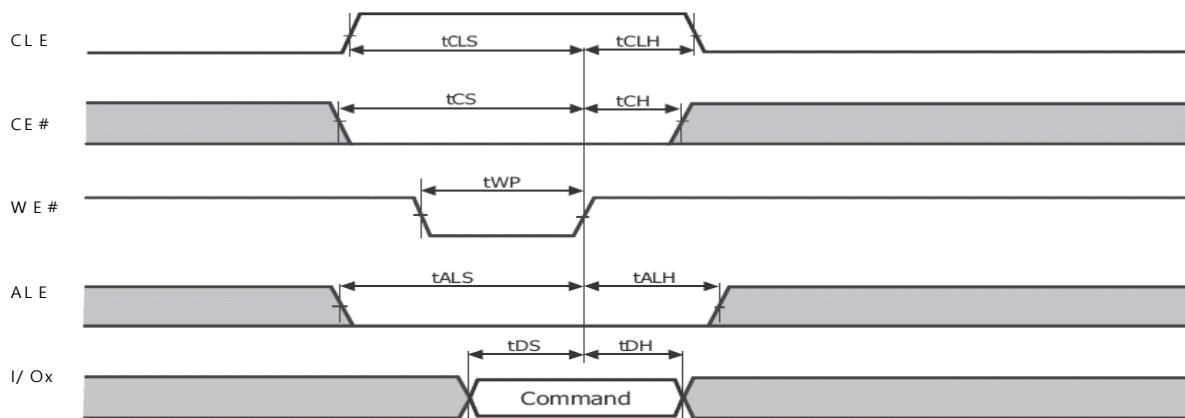 CLE
tCLS
tCLH
CE#
tCS
tCH
WE#
tWP
ALE
tALS
tALH
I/Ox
tDS
tDH
Command